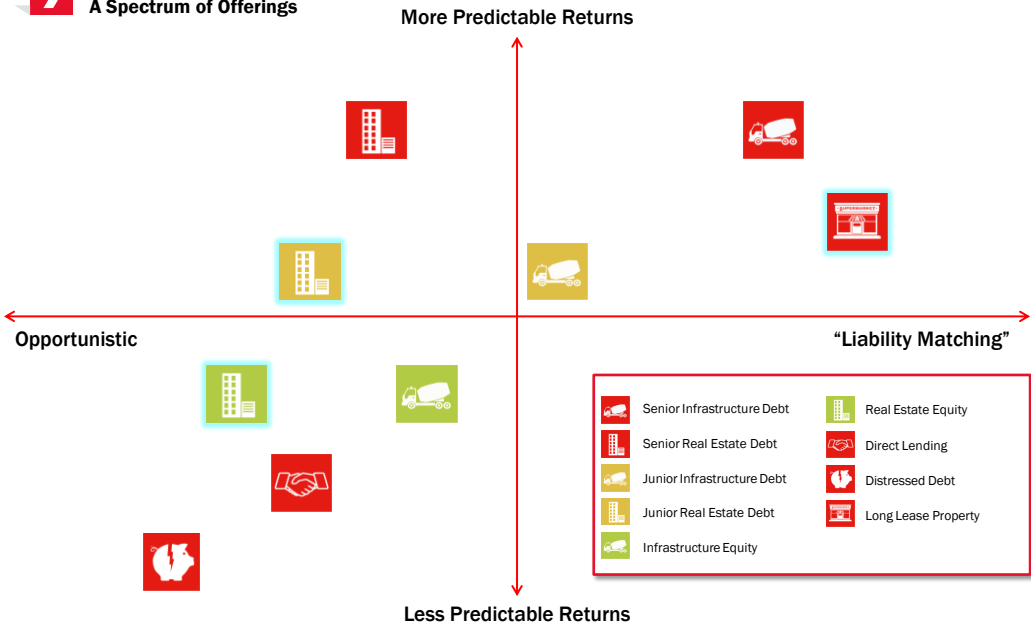 A Spectrum of Offerings
More Predictable Returns
SUPERMARKET
Opportunistic
“Liability Matching”
Senior Infrastructure Debt
Senior Real Estate Debt
Junior Infrastructure Debt
Junior Real Estate Debt
Infrastructure Equity
Real Estate Equity
Direct Lending
Distressed Debt
Long Lease Property
Less Predictable Returns